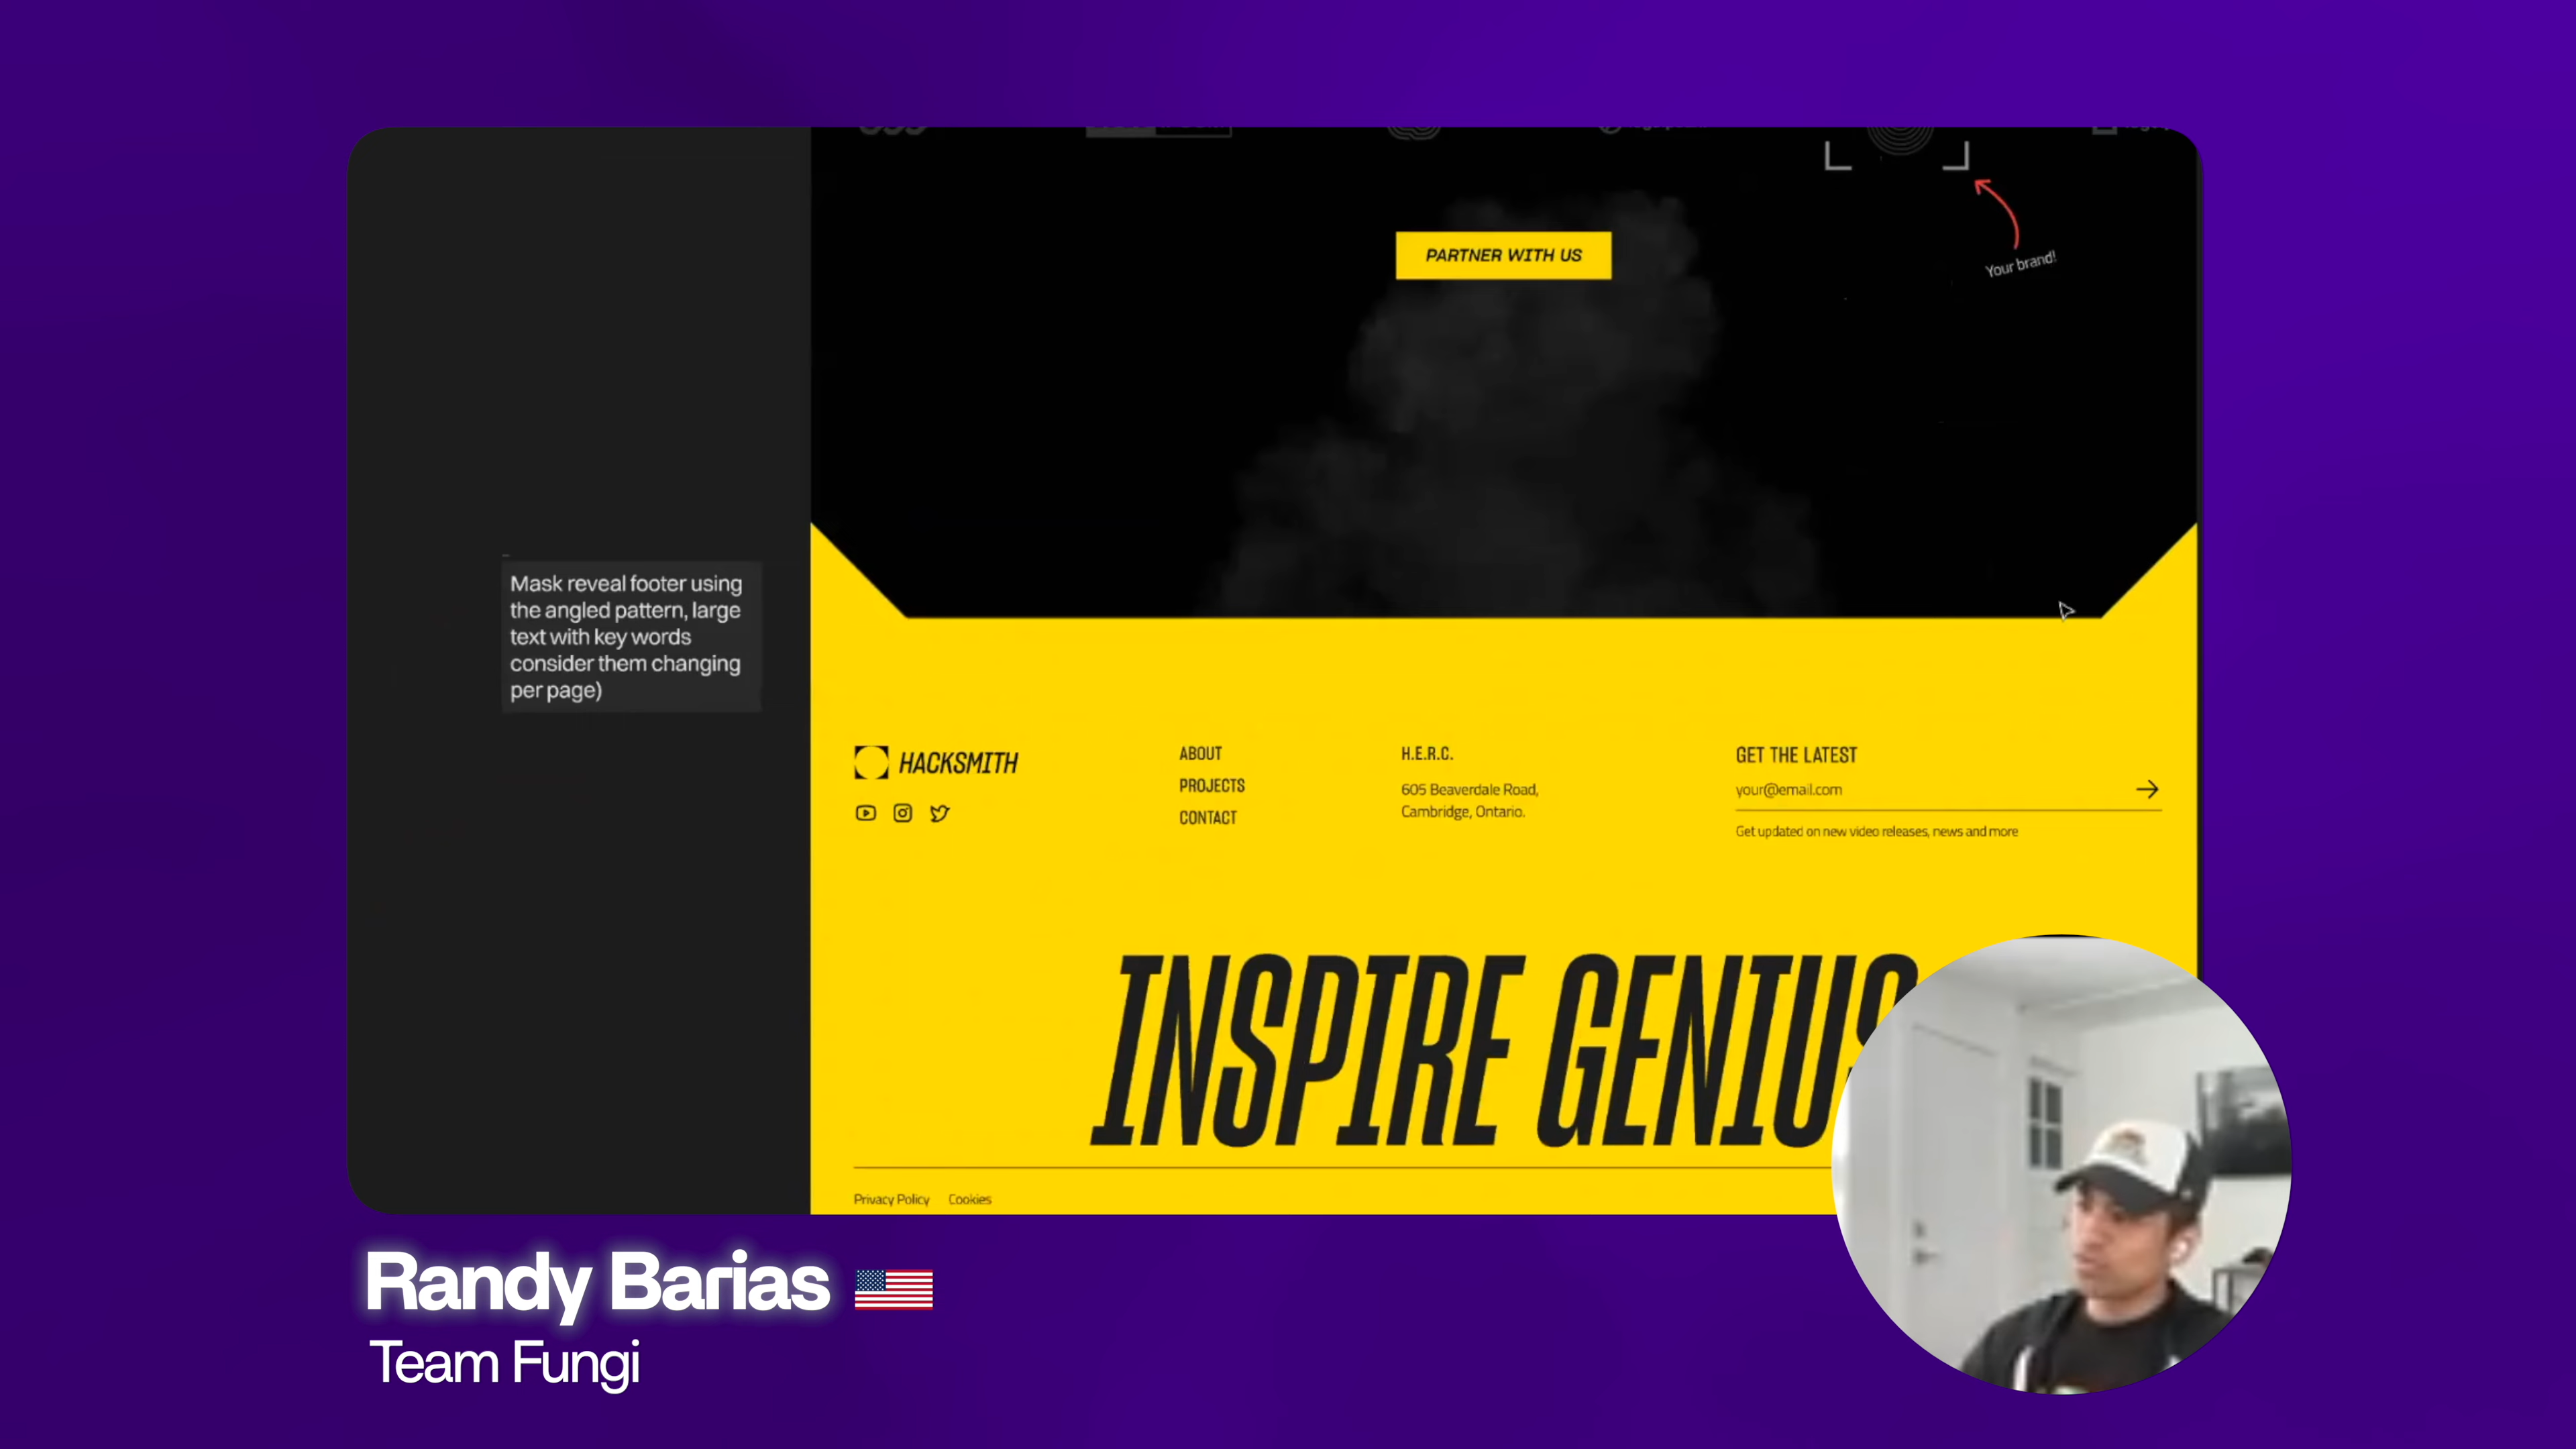 PARTNER WITH US
Your brand!
Mask reveal footer using
the angled pattern, large
text with key words
consider them changing
per page)
HACKSMITH
ABOUT
PROJECTS
CONTACT
H.E.R.C.
605 Beaverdale Road,
Cambridge, Ontario.
GET THE LATEST
your@email.com
Get updated on new video releases, news and more
INSPIRE GENIUS
Privacy Policy
Cookies
Randy Barias
Team Fungi